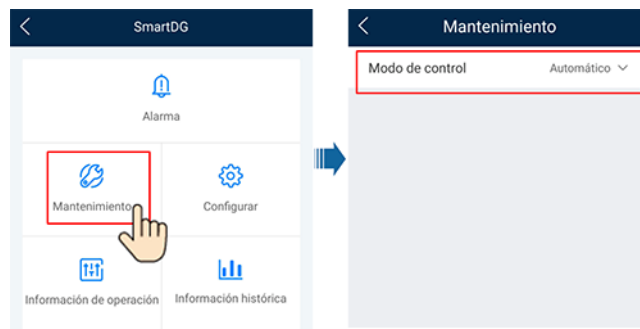 SmartDG
Alarma
Mantenimiento
Configurar
Información de operación
Información histórica
Mantenimiento
Modo de control
Automático